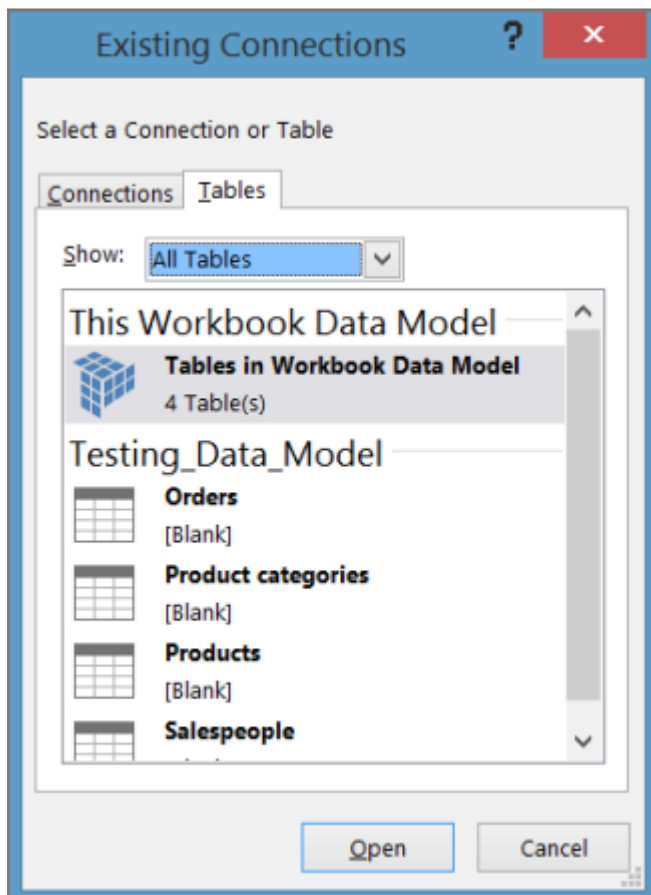 Existing Connections
?
Select a Connection or Table
Connections
Tables
Show:
All Tables
This Workbook Data Model
Tables in Workbook Data Model
4 Table(s)
Testing_Data_Model
Orders
[Blank]
Product categories
[Blank]
Products
[Blank]
Salespeople
Open
Cancel